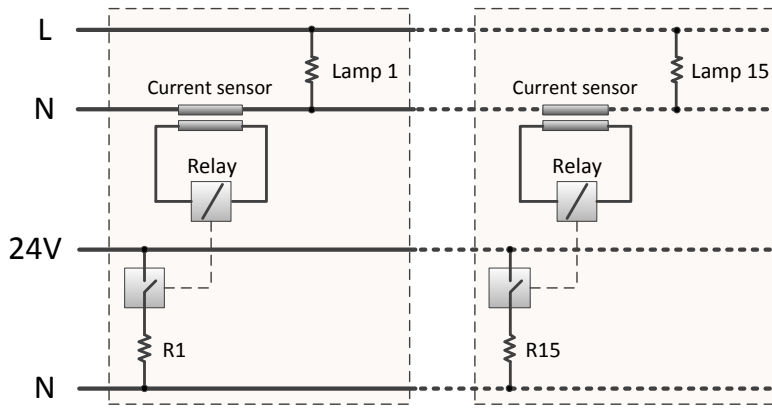 L
Lamp 1
Lamp 15
Current sensor
Current sensor
N
Relay
Relay
24V
R1
R15
N